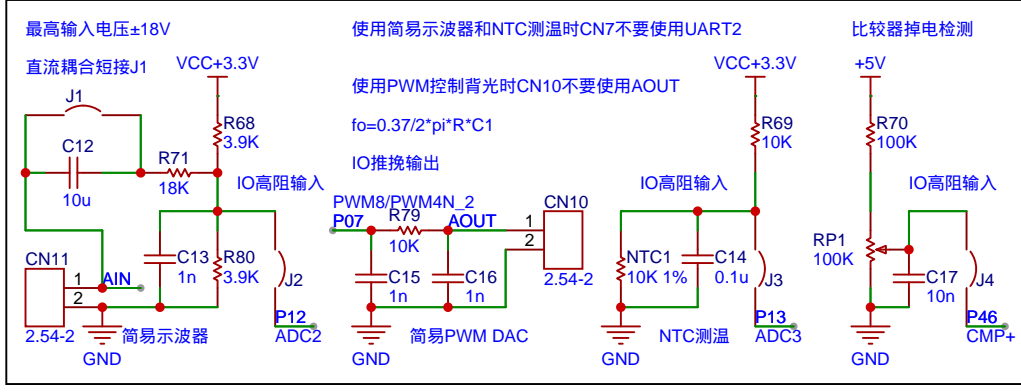 最高输入电压±18V
直流耦合短接J1
J1
C12
10u
R71
18K
VCC+3.3V
R68
3.9K
IO高阻输入
C13
1n
R80
3.9K
J2
P12
ADC2
CN11
1
2
AIN
2.54-2
GND
简易示波器
使用简易示波器和NTC测温时CN7不要使用UART2
使用PWM控制背光时CN10不要使用AOUT
fo=0.37/2*pi*R*C1
IO推挽输出
PWM8/PWM4N_2
P07
R79
10K
AOUT
CN10
1
2
2.54-2
C15
1n
C16
1n
GND
简易PWM DAC
VCC+3.3V
R69
10K
IO高阻输入
NTC1
10K 1%
C14
0.1u
J3
P13
ADC3
GND
NTC测温
比较器掉电检测
+5V
R70
100K
IO高阻输入
RP1
100K
C17
10n
J4
P46
CMP+
GND